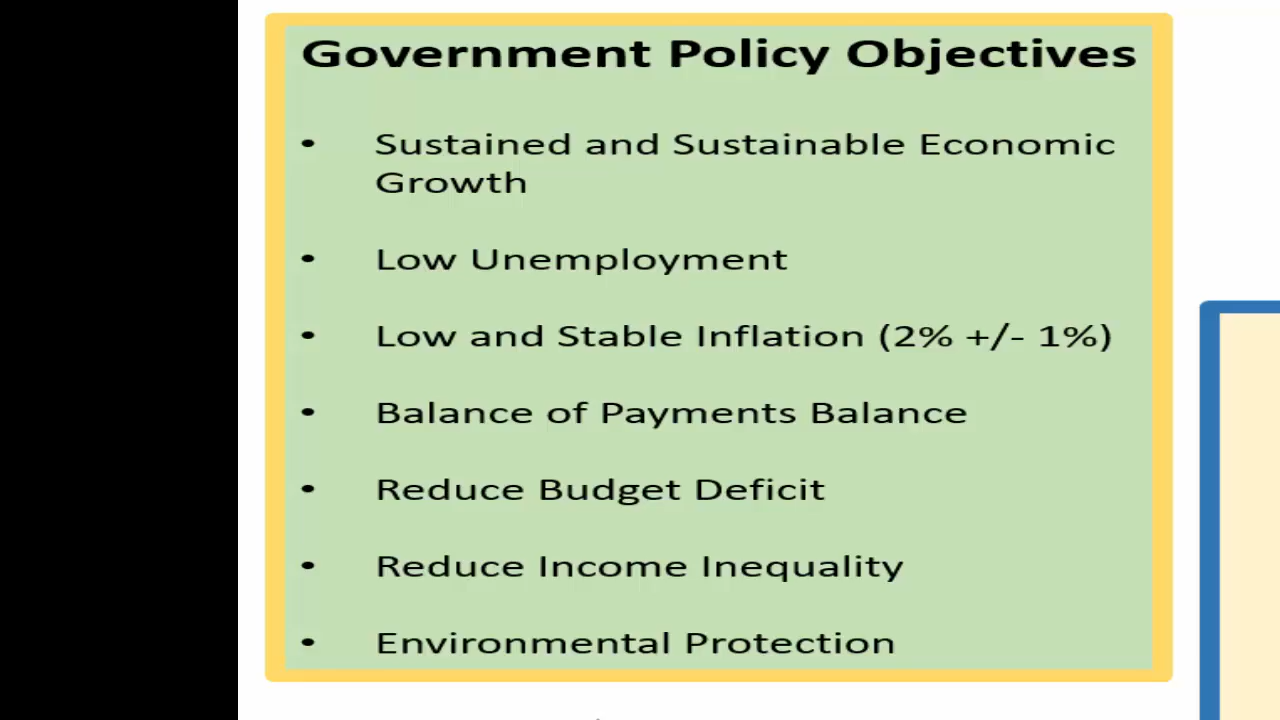 Government Policy Objectives
• Sustained and Sustainable Economic
Growth
• Low Unemployment
• Low and Stable Inflation (2% +/- 1%)
• Balance of Payments Balance
• Reduce Budget Deficit
• Reduce Income Inequality
• Environmental Protection